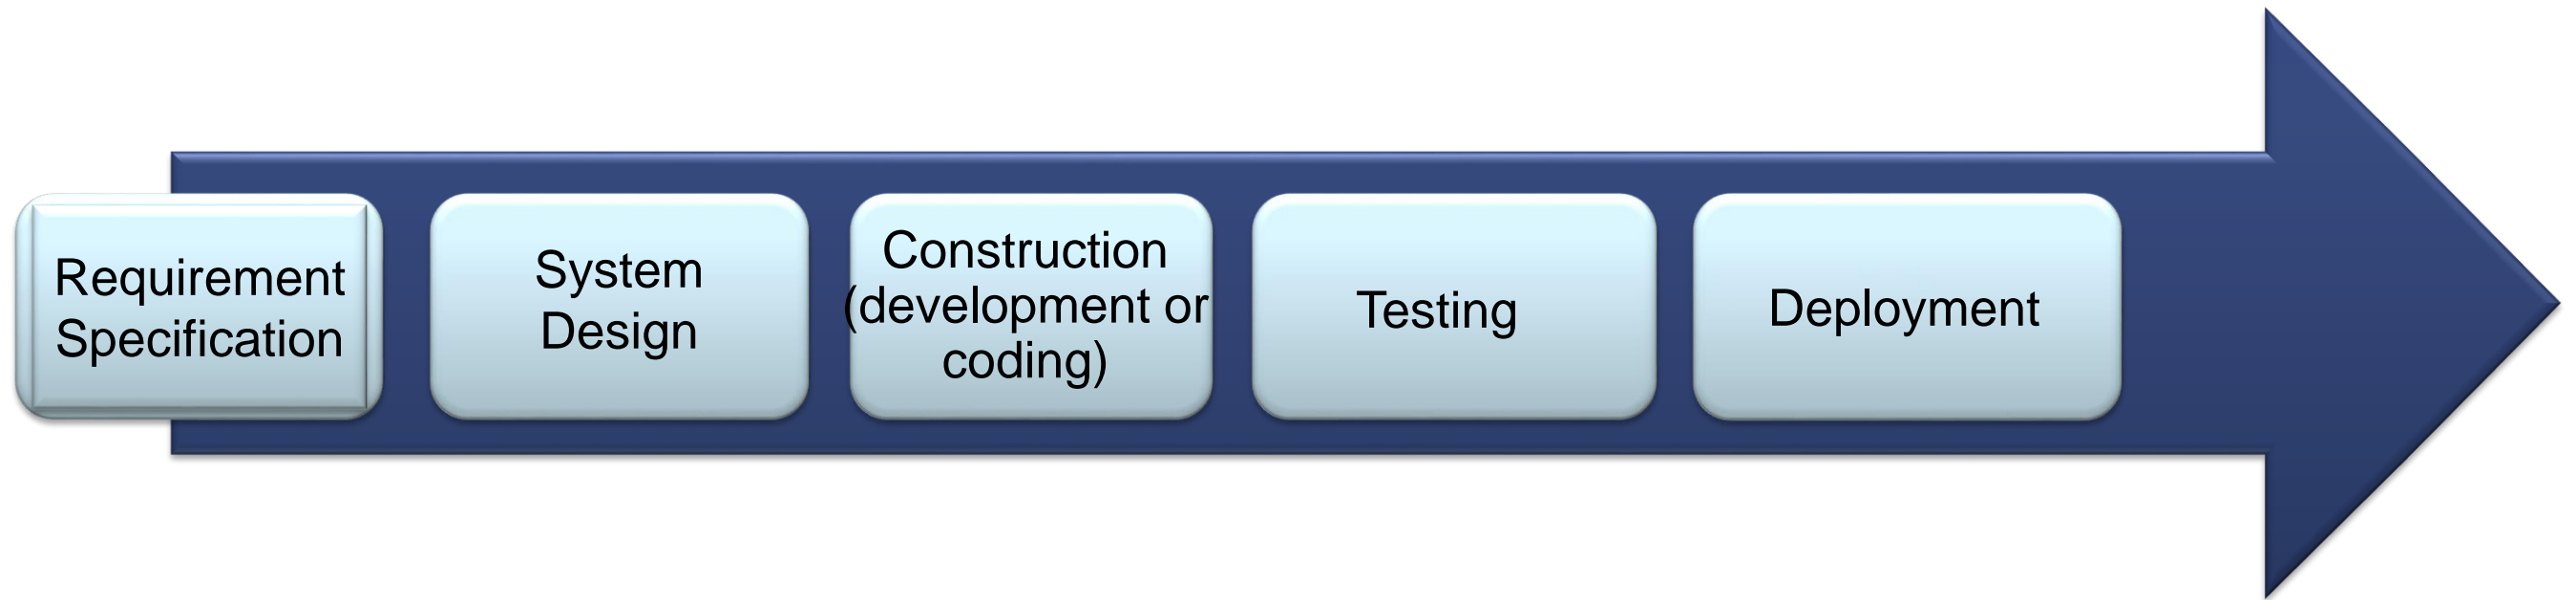 Requirement
Specification
System
Design
Construction
(development or
coding)
Testing
Deployment